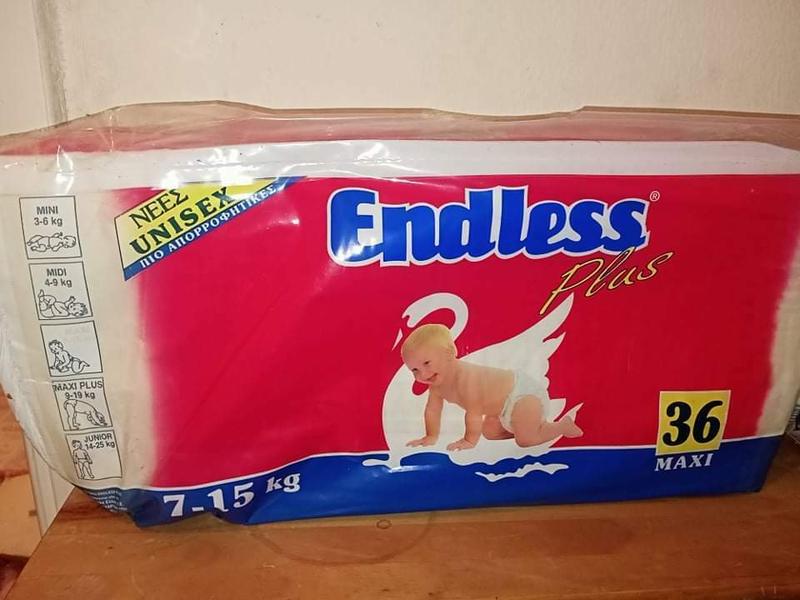 MINI
3-6 kg
MIDI
4-9 kg
MAXI PLUS
9-19 kg
JUNIOR
14-25 kg
ΝΕΕΣ
UNISEX
ΠΙΟ ΑΠΟΡΡΟΦΗΤΙΚΕΣ
Endless®
Plus
36
MAXI
7-15 kg